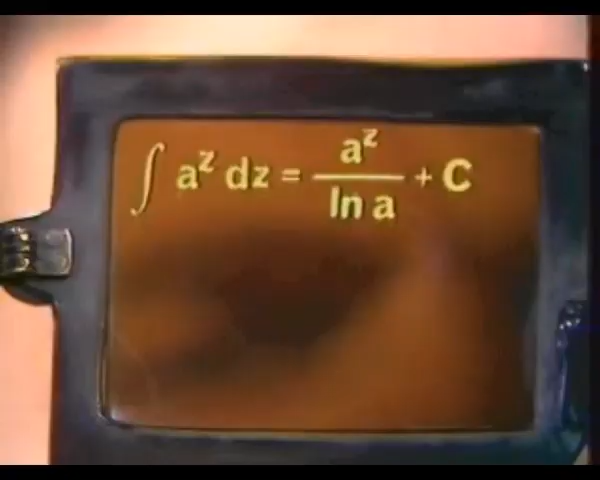 ∫ a^z dz = a^z / ln a + C